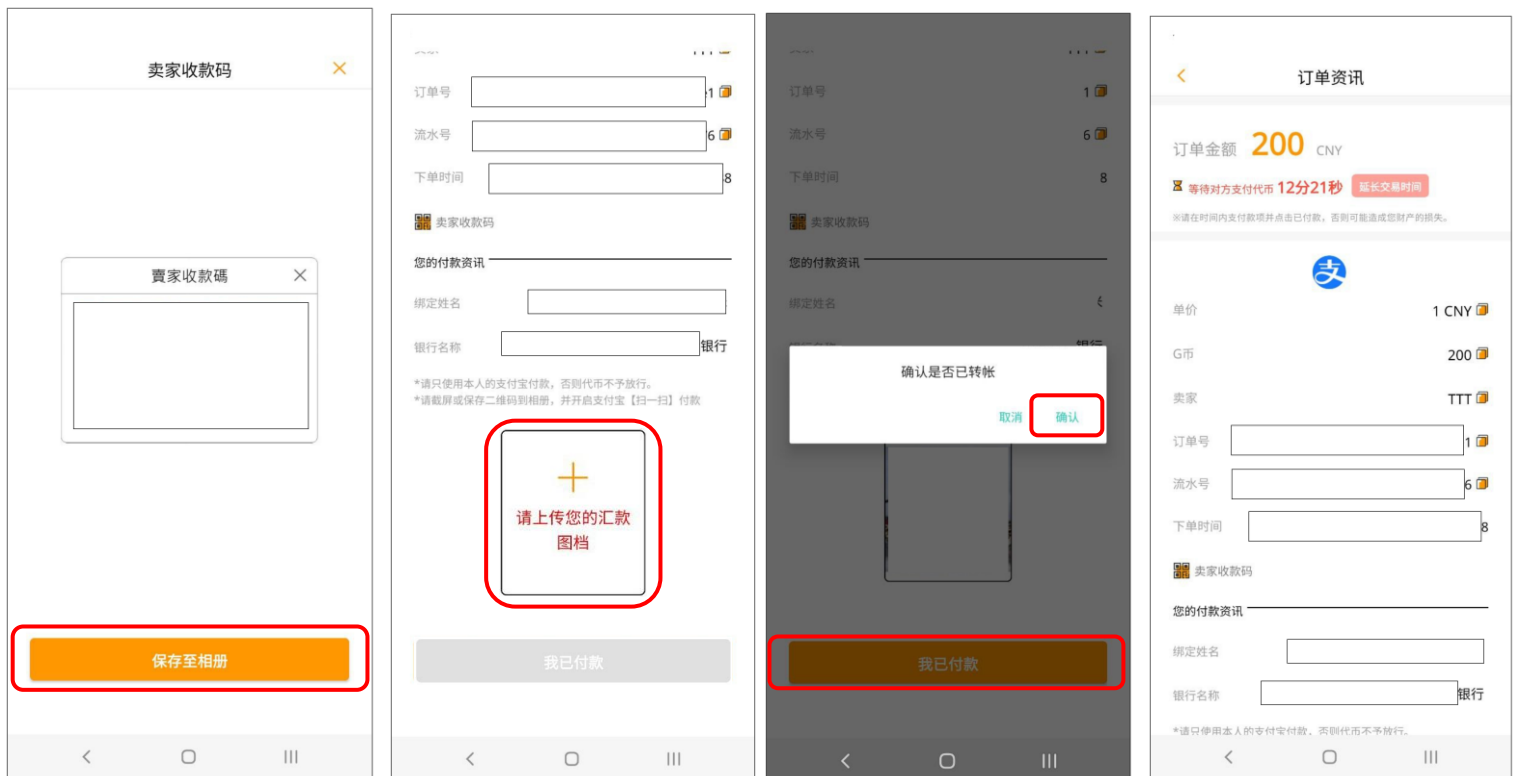 卖家收款码
賣家收款碼
保存至相册
订单号 1
流水号 6
下单时间 8
卖家收款码
您的付款资讯
绑定姓名
银行名称 银行
*请只使用本人的支付宝付款，否则代币不予放行。
*请截屏或保存二维码到相册，并开启支付宝【扫一扫】付款
请上传您的汇款
图档
我已付款
订单号 1
流水号 6
下单时间 8
卖家收款码
您的付款资讯
绑定姓名
确认是否已转帐
取消 确认
我已付款
订单资讯
订单金额 200 CNY
等待对方支付代币 12分21秒 延长交易时间
※请在时间内支付款项并点击已付款，否则可能造成您财产的损失。
支
单价 1 CNY
G币 200
卖家 TTT
订单号 1
流水号 6
下单时间 8
卖家收款码
您的付款资讯
绑定姓名
银行名称 银行
*请只使用本人的支付宝付款，否则代币不予放行。